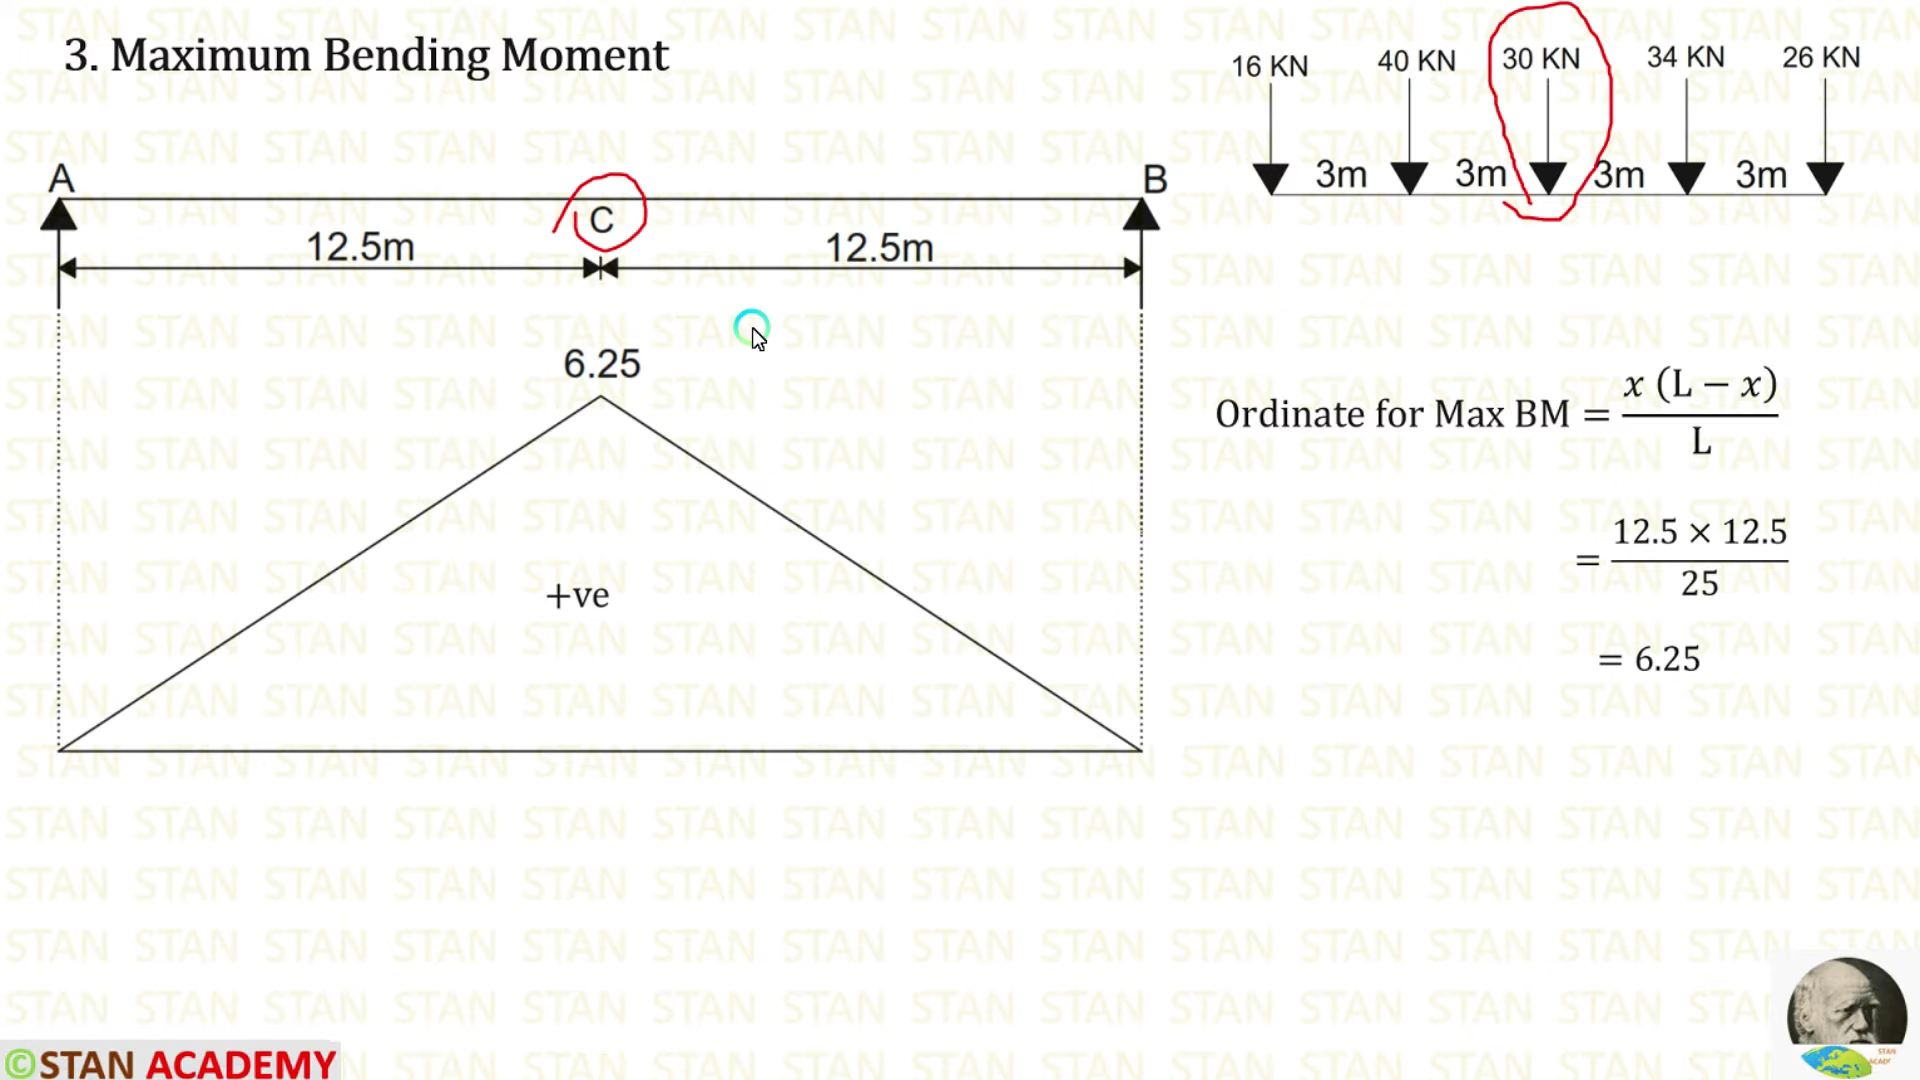 3. Maximum Bending Moment
16 KN 40 KN 30 KN 34 KN 26 KN
3m 3m 3m 3m
A C B
12.5m 12.5m
6.25
+ve
Ordinate for Max BM = x (L − x) / L
= 12.5 × 12.5 / 25
= 6.25
©STAN ACADEMY